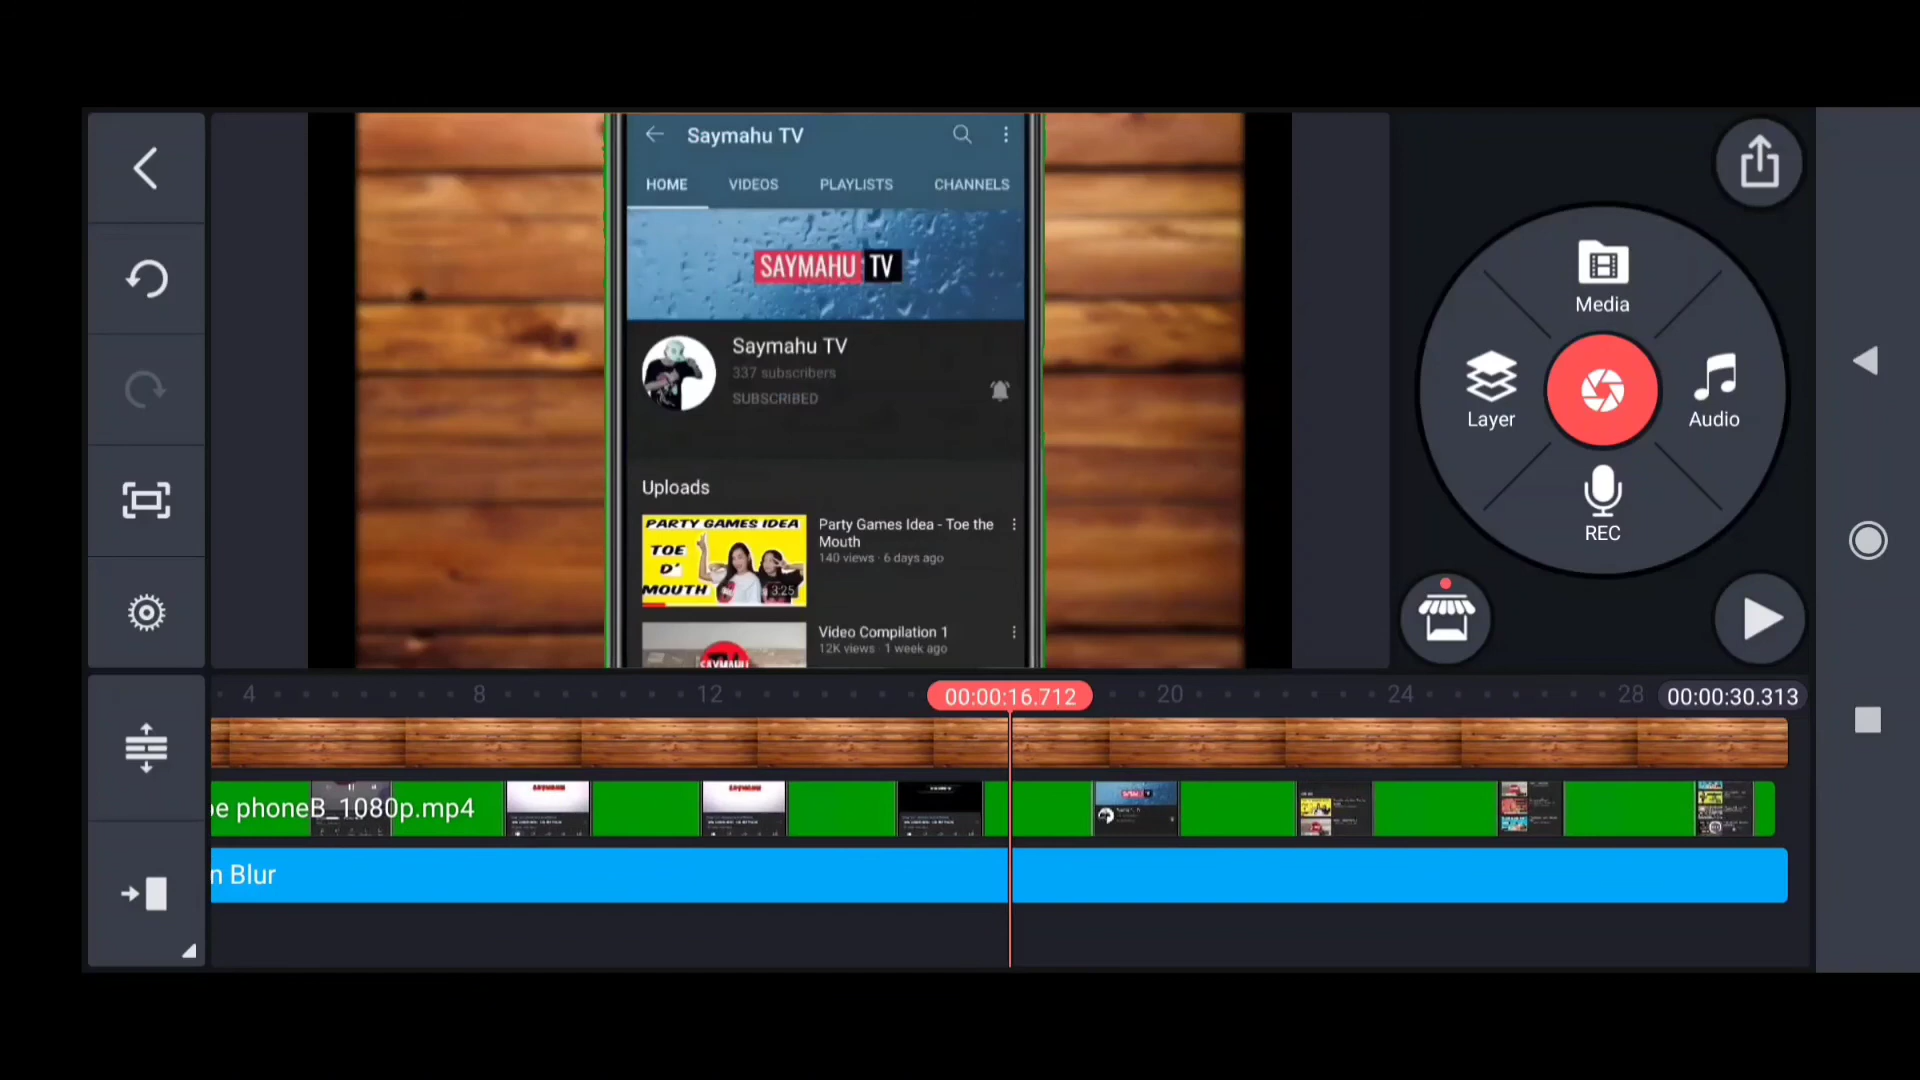 Saymahu TV
HOME VIDEOS PLAYLISTS CHANNELS
SAYMAHU TV
Saymahu TV
337 subscribers
SUBSCRIBED
Uploads
PARTY GAMES IDEA
TOE
D'
MOUTH
3:25
Party Games Idea - Toe the
Mouth
140 views · 6 days ago
Video Compilation 1
12K views · 1 week ago
SAYMAHU
Media
Layer
Audio
REC
4 8 12 00:00:16.712 20 24 28 00:00:30.313
be phoneB_1080p.mp4
n Blur